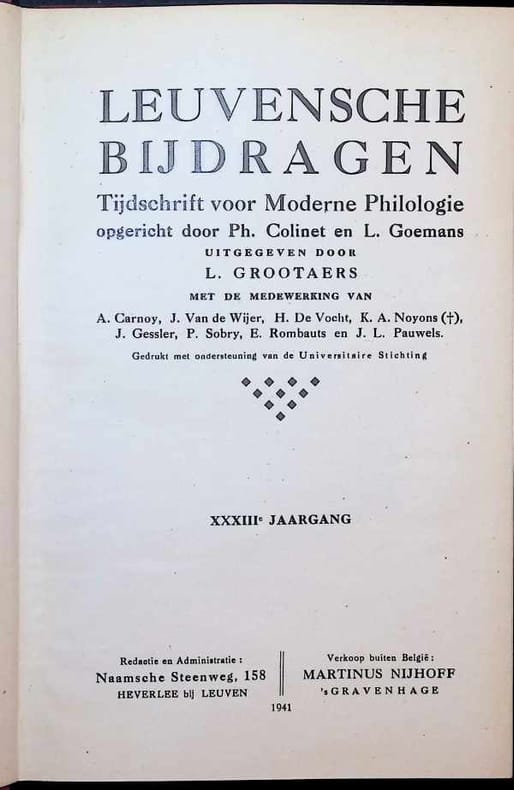 LEUVENSCHE
BIJDRAGEN
Tijdschrift voor Moderne Philologie
opgericht door Ph. Colinet en L. Goemans
UITGEGEVEN DOOR
L. GROOTAERS
MET DE MEDEWERKING VAN
A. Carnoy, J. Van de Wijer, H. De Vocht, K. A. Noyons (†),
J. Gessler, P. Sobry, E. Rombauts en J. L. Pauwels.
Gedrukt met ondersteuning van de Universitaire Stichting
XXXIIIe JAARGANG
Redactie en Administratie :
Naamsche Steenweg, 158
HEVERLEE bij LEUVEN
Verkoop buiten België :
MARTINUS NIJHOFF
'sGRAVENHAGE
1941